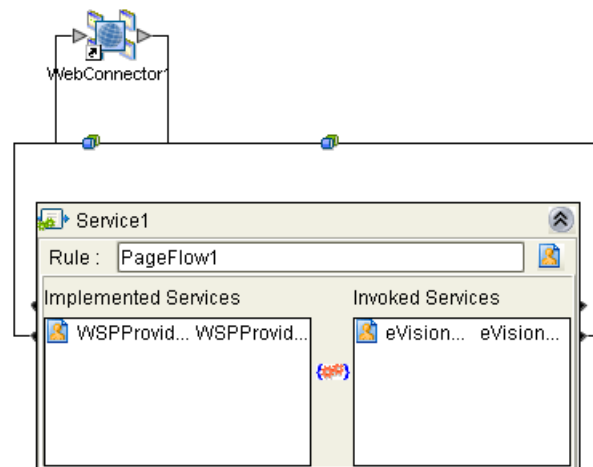 WebConnector1
Service1
Rule : PageFlow1
Implemented Services Invoked Services
WSPProvid... WSPProvid... eVision... eVision...